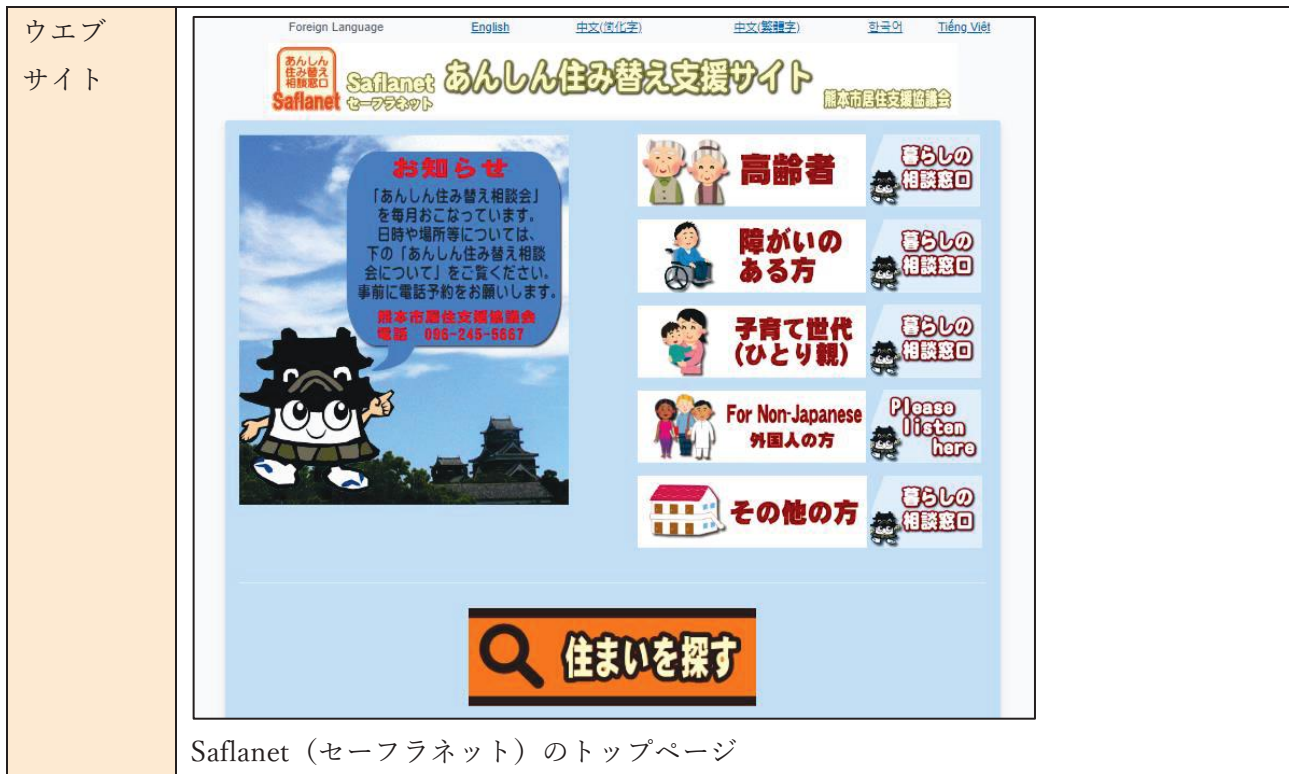 ウエブ
サイト
Foreign Language English 中文(简化字) 中文(繁體字) 한국어 Tiếng Việt
あんしん
住み替え
相談窓口
Saflanet
Saflanet
セーフラネット
あんしん住み替え支援サイト
熊本市居住支援協議会
お知らせ
「あんしん住み替え相談会」
を毎月おこなっています。
日時や場所等については、
下の「あんしん住み替え相談
会について」をご覧ください。
事前に電話予約をお願いします。
熊本市居住支援協議会
電話 096-245-5667
高齢者
暮らしの
相談窓口
障がいの
ある方
暮らしの
相談窓口
子育て世代
(ひとり親)
暮らしの
相談窓口
For Non-Japanese
外国人の方
Please
listen
here
その他の方
暮らしの
相談窓口
住まいを探す
Saflanet（セーフラネット）のトップページ